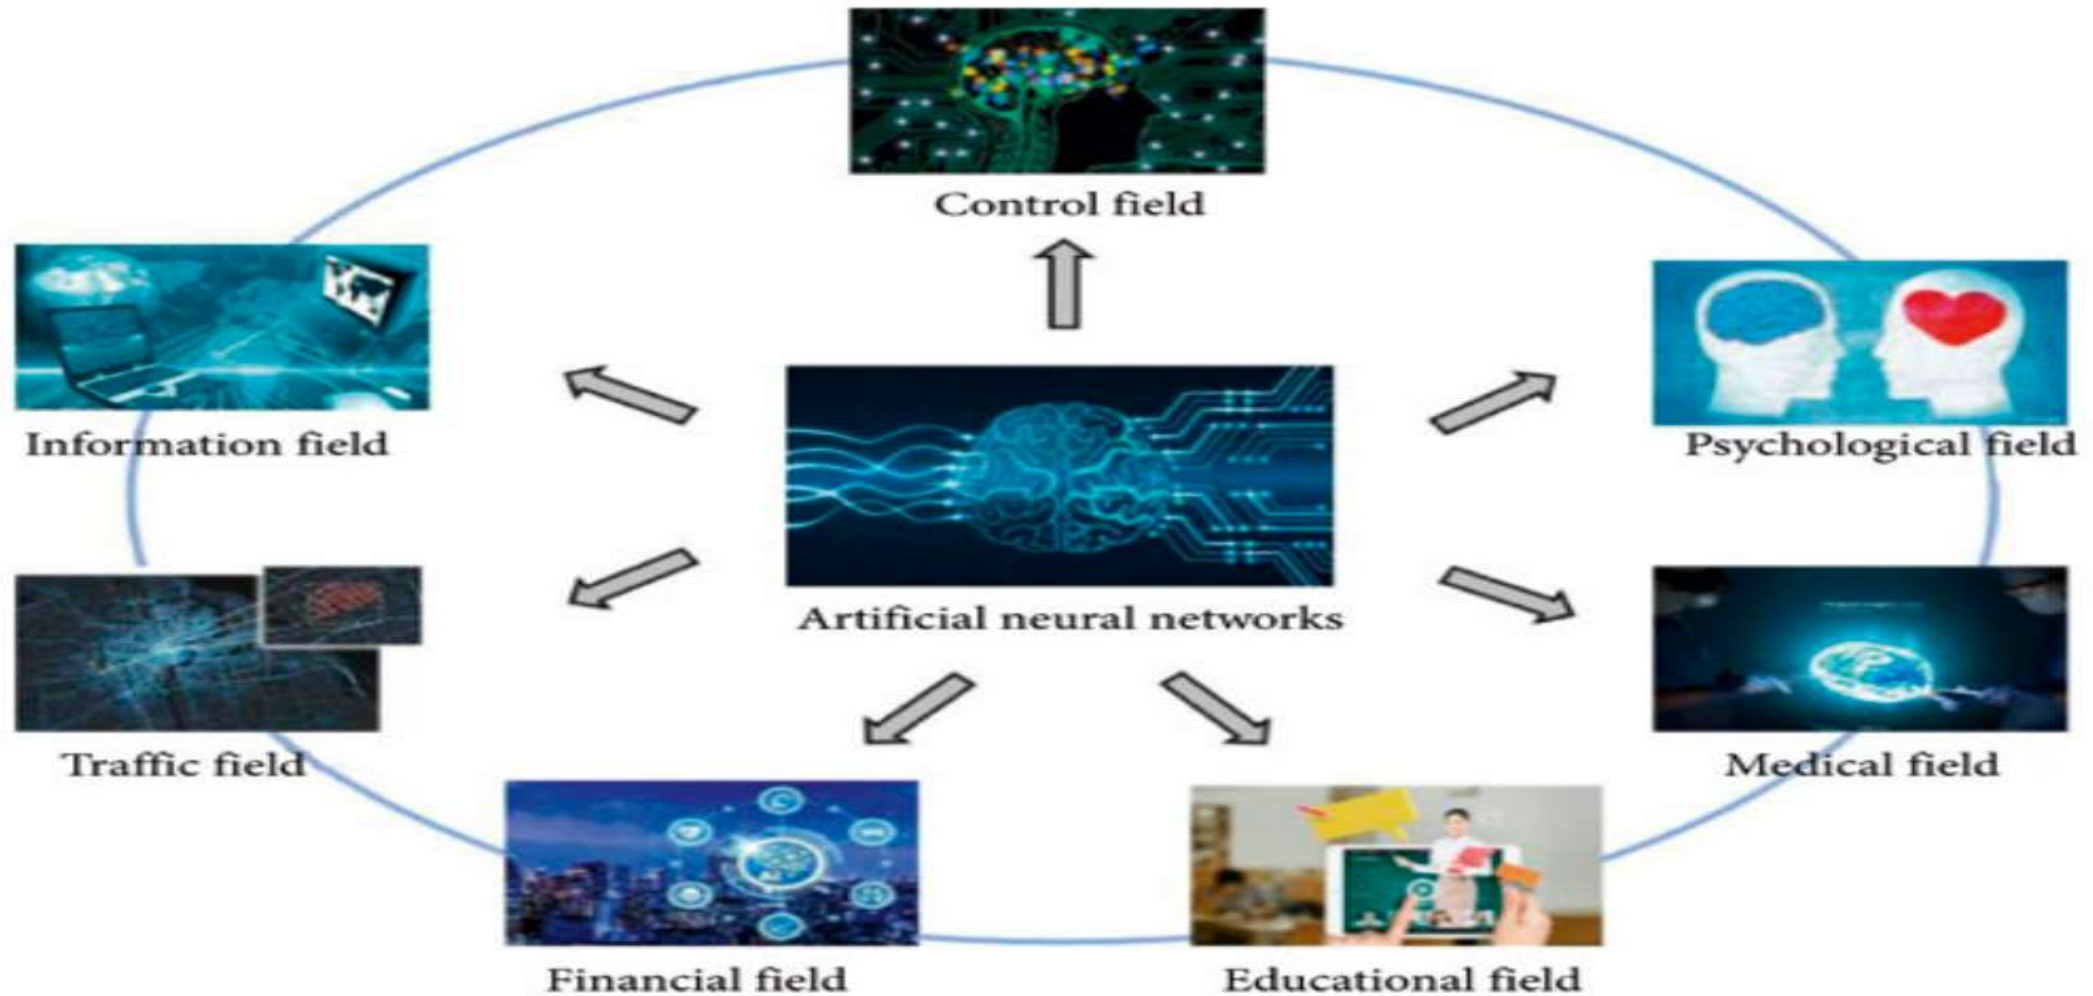 Control field
Information field
Psychological field
Artificial neural networks
Traffic field
Medical field
Financial field
Educational field